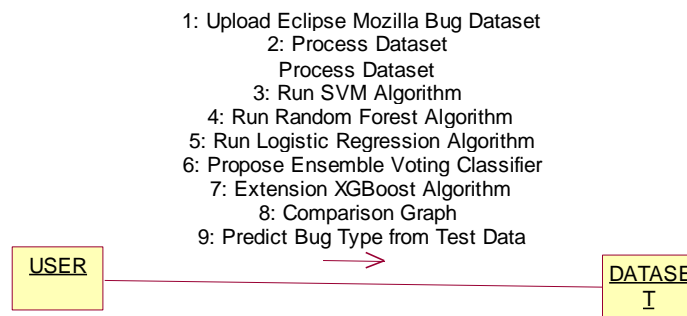 1: Upload Eclipse Mozilla Bug Dataset
2: Process Dataset
Process Dataset
3: Run SVM Algorithm
4: Run Random Forest Algorithm
5: Run Logistic Regression Algorithm
6: Propose Ensemble Voting Classifier
7: Extension XGBoost Algorithm
8: Comparison Graph
9: Predict Bug Type from Test Data
USER
DATASE
T